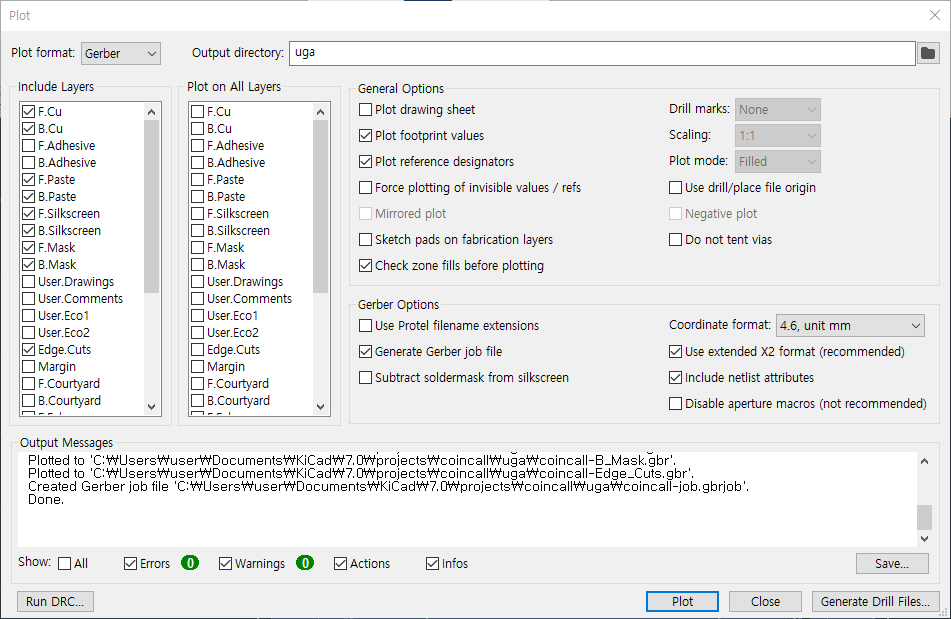 Plot
Plot format: Gerber Output directory: uga
Include Layers
F.Cu
B.Cu
F.Adhesive
B.Adhesive
F.Paste
B.Paste
F.Silkscreen
B.Silkscreen
F.Mask
B.Mask
User.Drawings
User.Comments
User.Eco1
User.Eco2
Edge.Cuts
Margin
F.Courtyard
B.Courtyard
Plot on All Layers
F.Cu
B.Cu
F.Adhesive
B.Adhesive
F.Paste
B.Paste
F.Silkscreen
B.Silkscreen
F.Mask
B.Mask
User.Drawings
User.Comments
User.Eco1
User.Eco2
Edge.Cuts
Margin
F.Courtyard
B.Courtyard
General Options
Plot drawing sheet
Plot footprint values
Plot reference designators
Force plotting of invisible values / refs
Mirrored plot
Sketch pads on fabrication layers
Check zone fills before plotting
Drill marks: None
Scaling: 1:1
Plot mode: Filled
Use drill/place file origin
Negative plot
Do not tent vias
Gerber Options
Use Protel filename extensions
Generate Gerber job file
Subtract soldermask from silkscreen
Coordinate format: 4.6, unit mm
Use extended X2 format (recommended)
Include netlist attributes
Disable aperture macros (not recommended)
Output Messages
Plotted to 'C:₩Users₩user₩Documents₩KiCad₩7.0₩projects₩coincall₩uga₩coincall-B_Mask.gbr'.
Plotted to 'C:₩Users₩user₩Documents₩KiCad₩7.0₩projects₩coincall₩uga₩coincall-Edge_Cuts.gbr'.
Created Gerber job file 'C:₩Users₩user₩Documents₩KiCad₩7.0₩projects₩coincall₩uga₩coincall-job.gbrjob'.
Done.
Show: All Errors 0 Warnings 0 Actions Infos Save...
Run DRC... Plot Close Generate Drill Files...